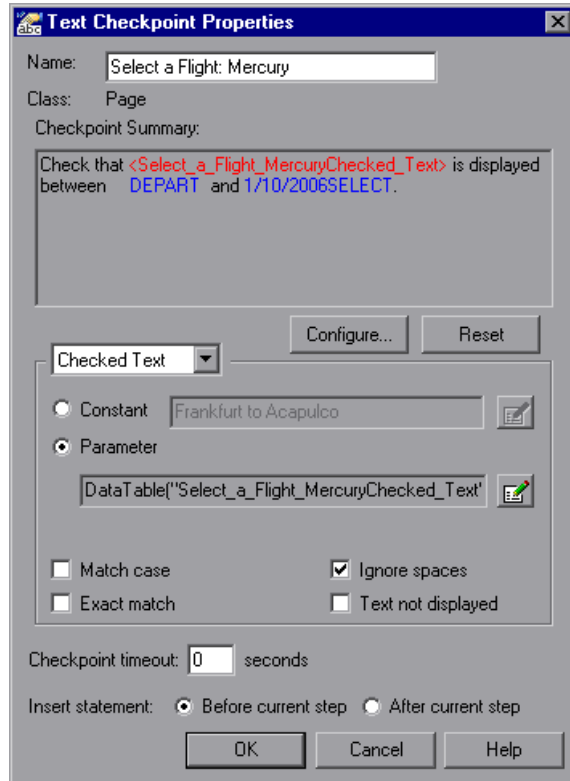 Text Checkpoint Properties
Name: Select a Flight: Mercury
Class: Page
Checkpoint Summary:
Check that <Select_a_Flight_MercuryChecked_Text> is displayed
between DEPART and 1/10/2006SELECT.
Configure... Reset
Checked Text
Constant Frankfurt to Acapulco
Parameter
DataTable("Select_a_Flight_MercuryChecked_Text"
Match case Ignore spaces
Exact match Text not displayed
Checkpoint timeout: 0 seconds
Insert statement: Before current step After current step
OK Cancel Help